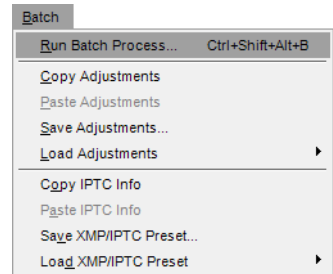 Batch
Run Batch Process... Ctrl+Shift+Alt+B
Copy Adjustments
Paste Adjustments
Save Adjustments...
Load Adjustments
Copy IPTC Info
Paste IPTC Info
Save XMP/IPTC Preset...
Load XMP/IPTC Preset